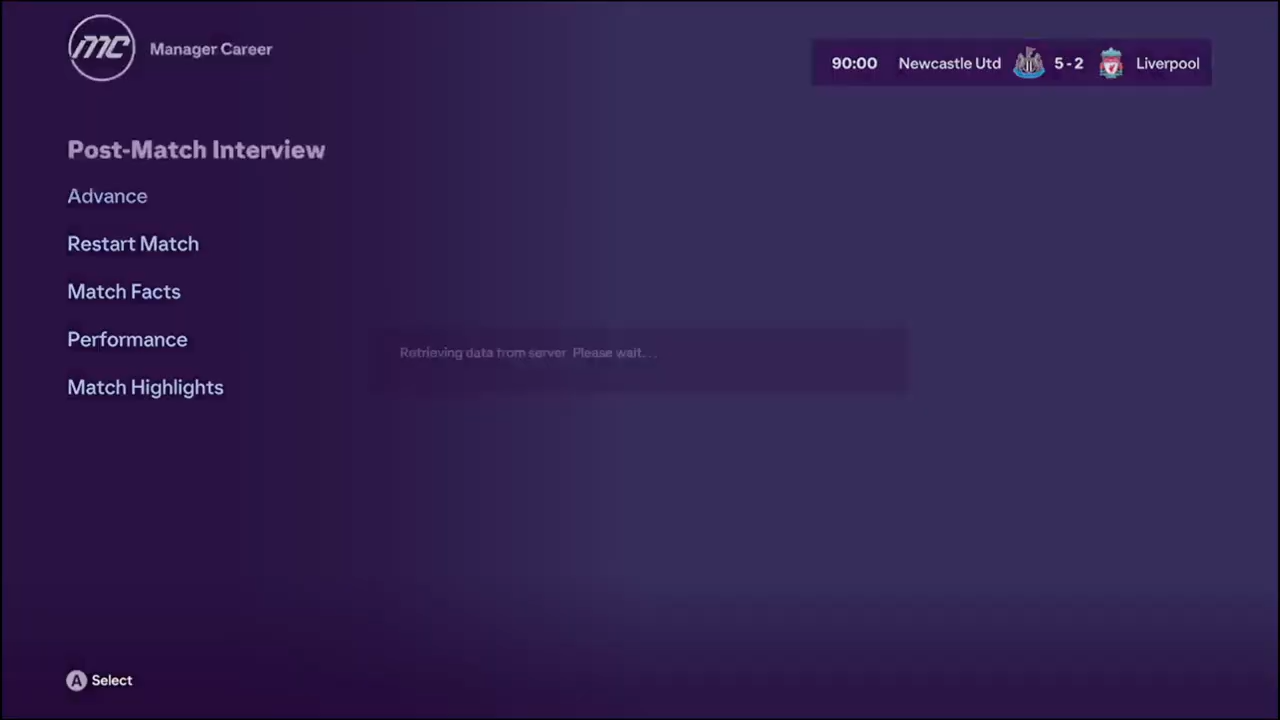 MC Manager Career
90:00 Newcastle Utd 5 - 2 Liverpool
Post-Match Interview
Advance
Restart Match
Match Facts
Performance
Match Highlights
Retrieving data from server. Please wait...
A Select